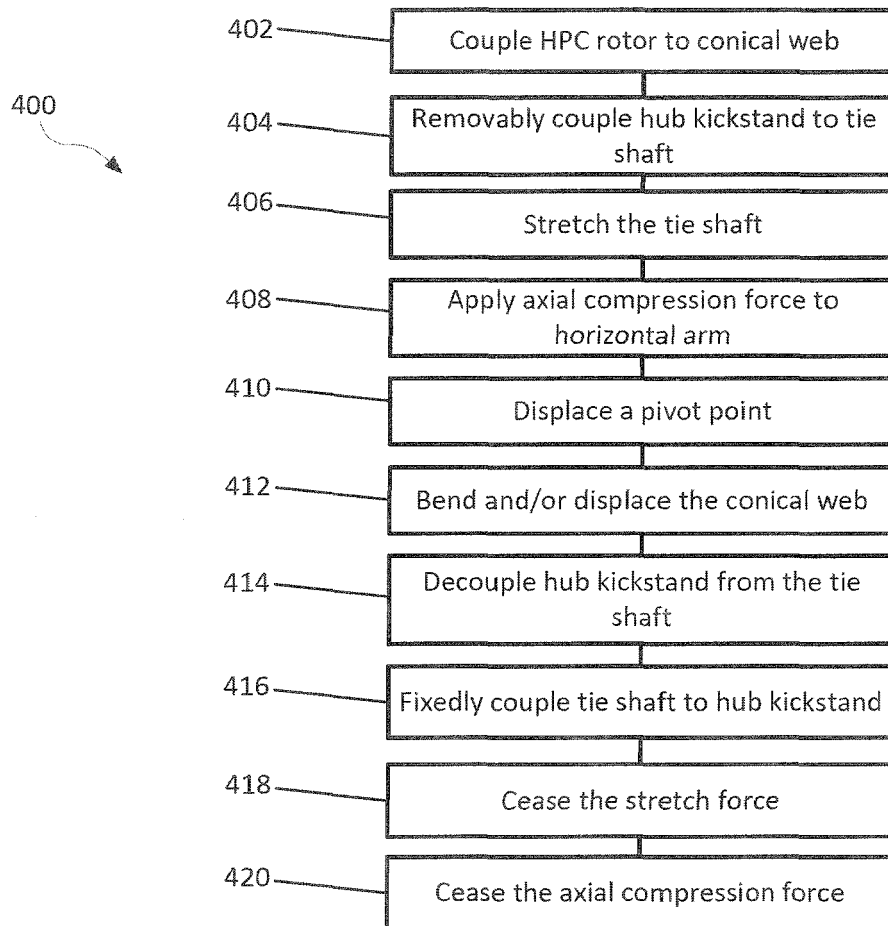 402
Couple HPC rotor to conical web
400
404
Removably couple hub kickstand to tie
shaft
406
Stretch the tie shaft
408
Apply axial compression force to
horizontal arm
410
Displace a pivot point
412
Bend and/or displace the conical web
414
Decouple hub kickstand from the tie
shaft
416
Fixedly couple tie shaft to hub kickstand
418
Cease the stretch force
420
Cease the axial compression force